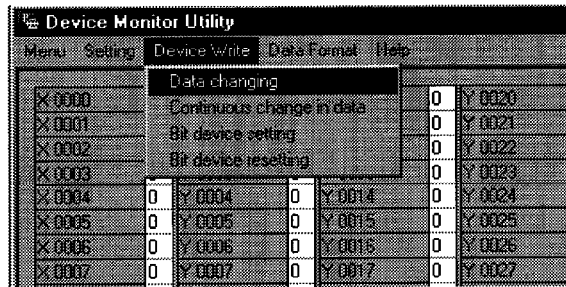 Device Monitor Utility
Menu Setting Device Write Data Format Help
Data changing
Continuous change in data
Bit device setting
Bit device resetting
X 0000 0 Y 0020
X 0001 0 Y 0021
X 0002 0 Y 0022
X 0003 0 Y 0023
X 0004 0 Y 0004 0 Y 0014 0 Y 0024
X 0005 0 Y 0005 0 Y 0015 0 Y 0025
X 0006 0 Y 0006 0 Y 0016 0 Y 0026
X 0007 0 Y 0007 0 Y 0017 0 Y 0027